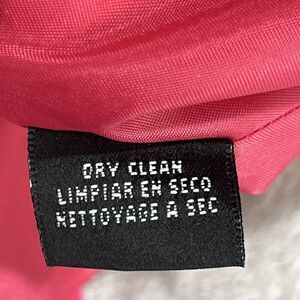 DRY CLEAN
LIMPIAR EN SECO
NETTOYAGE A SEC